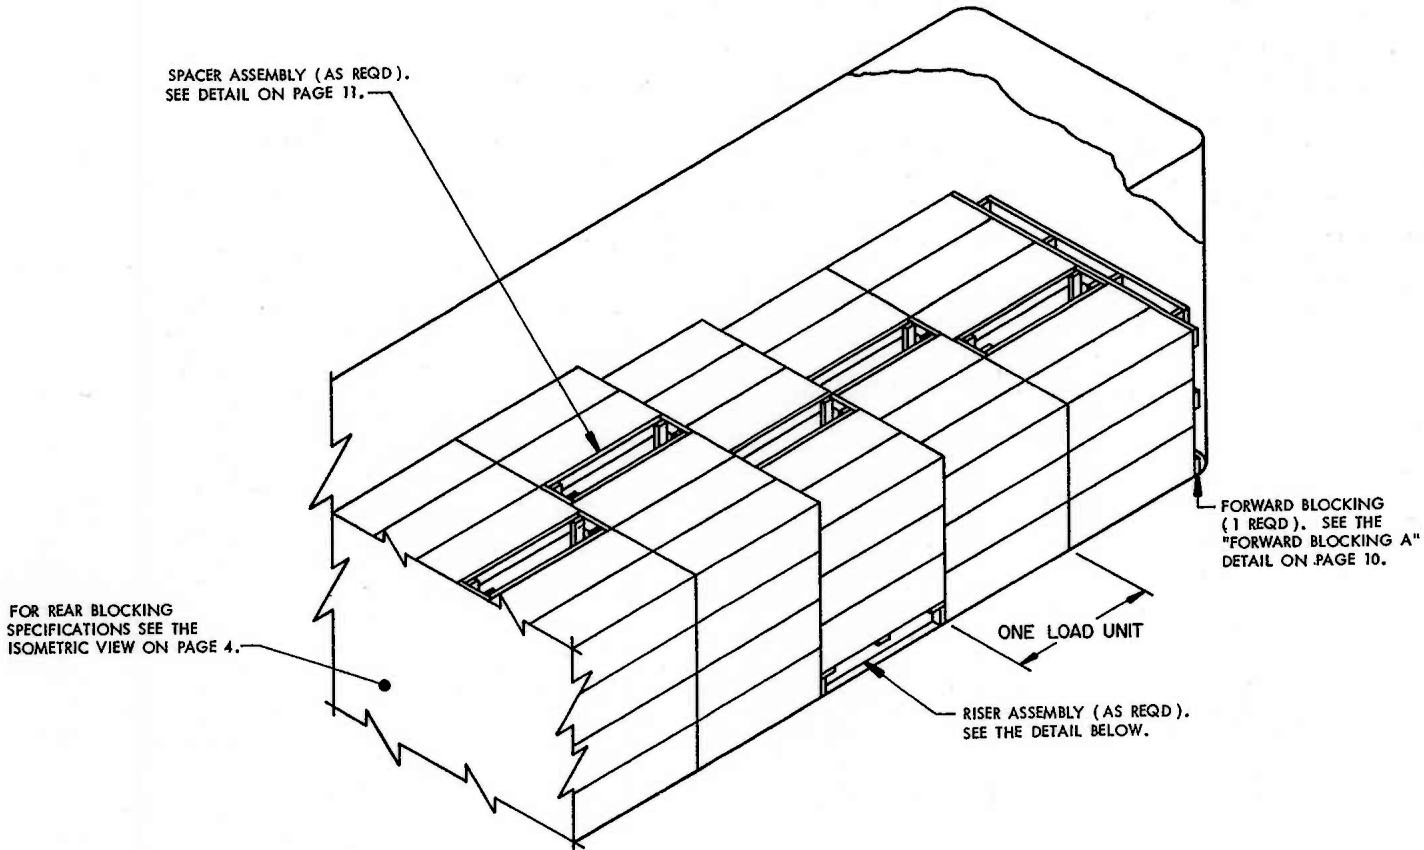 SPACER ASSEMBLY (AS REQD).
SEE DETAIL ON PAGE 11.
FORWARD BLOCKING
(1 REQD). SEE THE
"FORWARD BLOCKING A"
DETAIL ON PAGE 10.
ONE LOAD UNIT
FOR REAR BLOCKING
SPECIFICATIONS SEE THE
ISOMETRIC VIEW ON PAGE 4.
RISER ASSEMBLY (AS REQD).
SEE THE DETAIL BELOW.